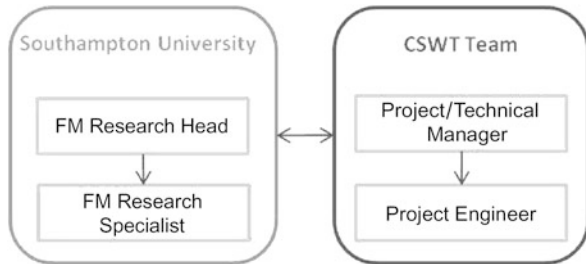 Southampton University
FM Research Head
FM Research
Specialist
CSWT Team
Project/Technical
Manager
Project Engineer